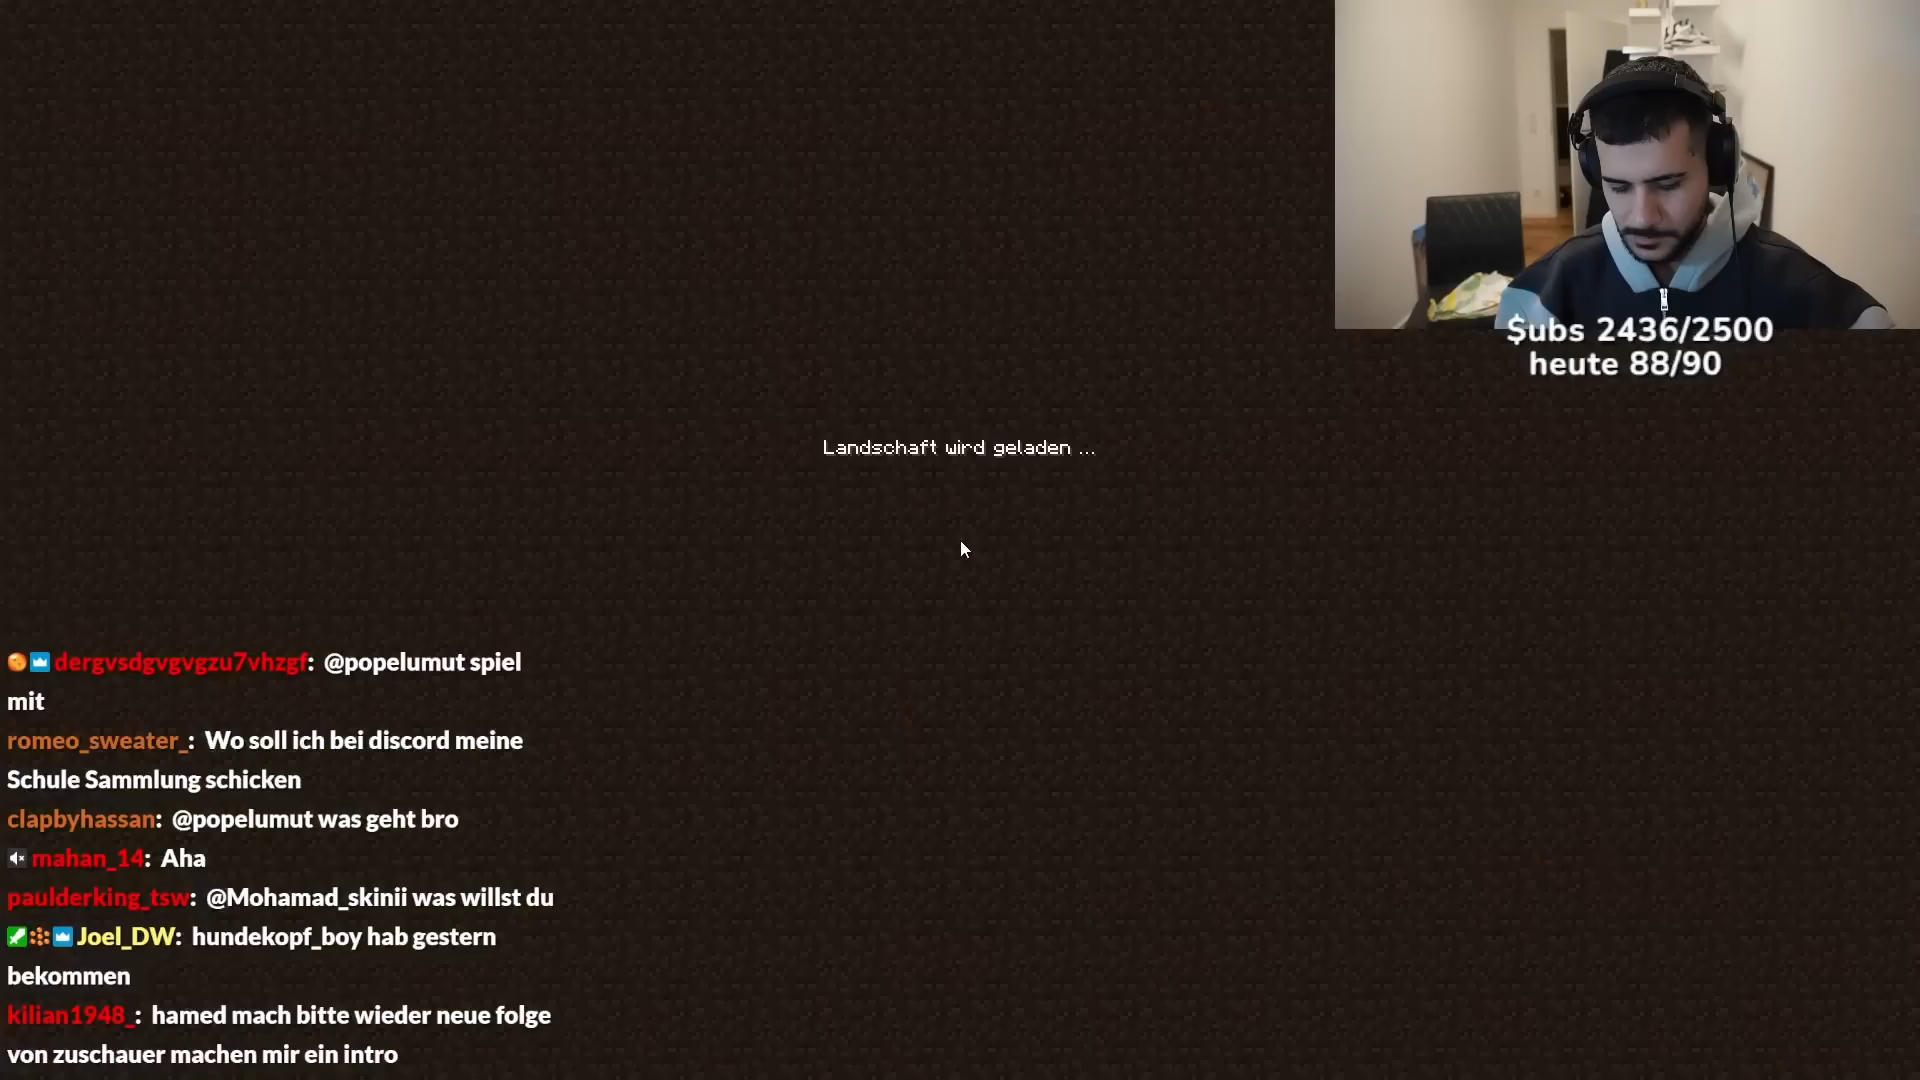 $ubs 2436/2500
heute 88/90
Landschaft wird geladen ...
dergvsdgvgvgzu7vhzgf: @popelumut spiel
mit
romeo_sweater_: Wo soll ich bei discord meine
Schule Sammlung schicken
clapbyhassan: @popelumut was geht bro
mahan_14: Aha
paulderking_tsw: @Mohamad_skinii was willst du
Joel_DW: hundekopf_boy hab gestern
bekommen
kilian1948_: hamed mach bitte wieder neue folge
von zuschauer machen mir ein intro